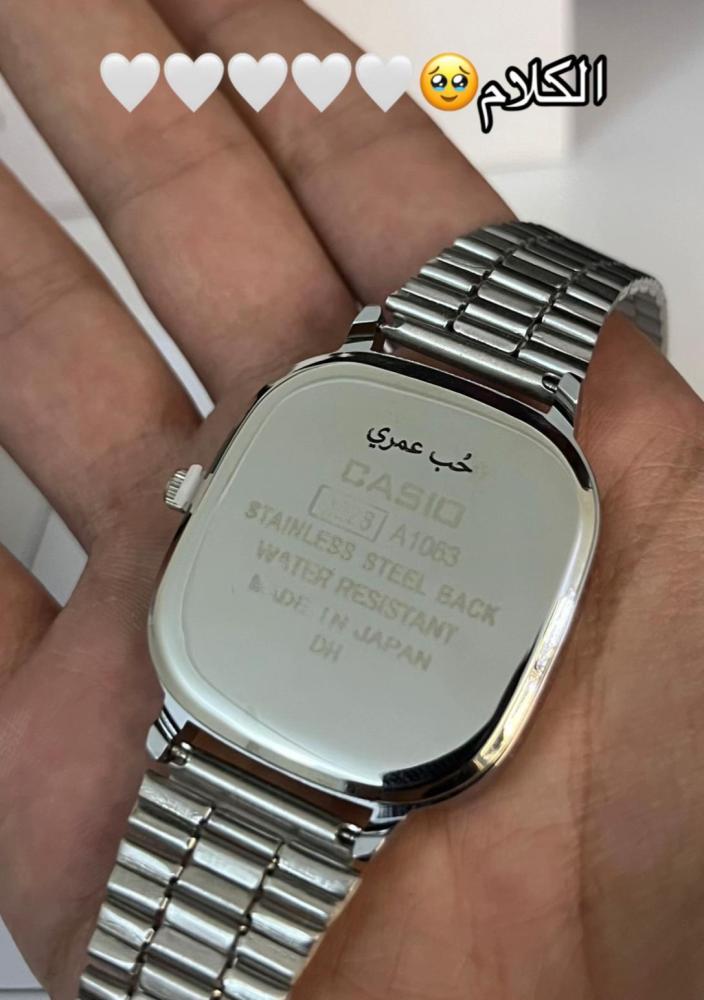 الكلام🥹🤍🤍🤍🤍🤍
حُب عمري
CASIO
A1063
STAINLESS STEEL BACK
WATER RESISTANT
MADE IN JAPAN
DH